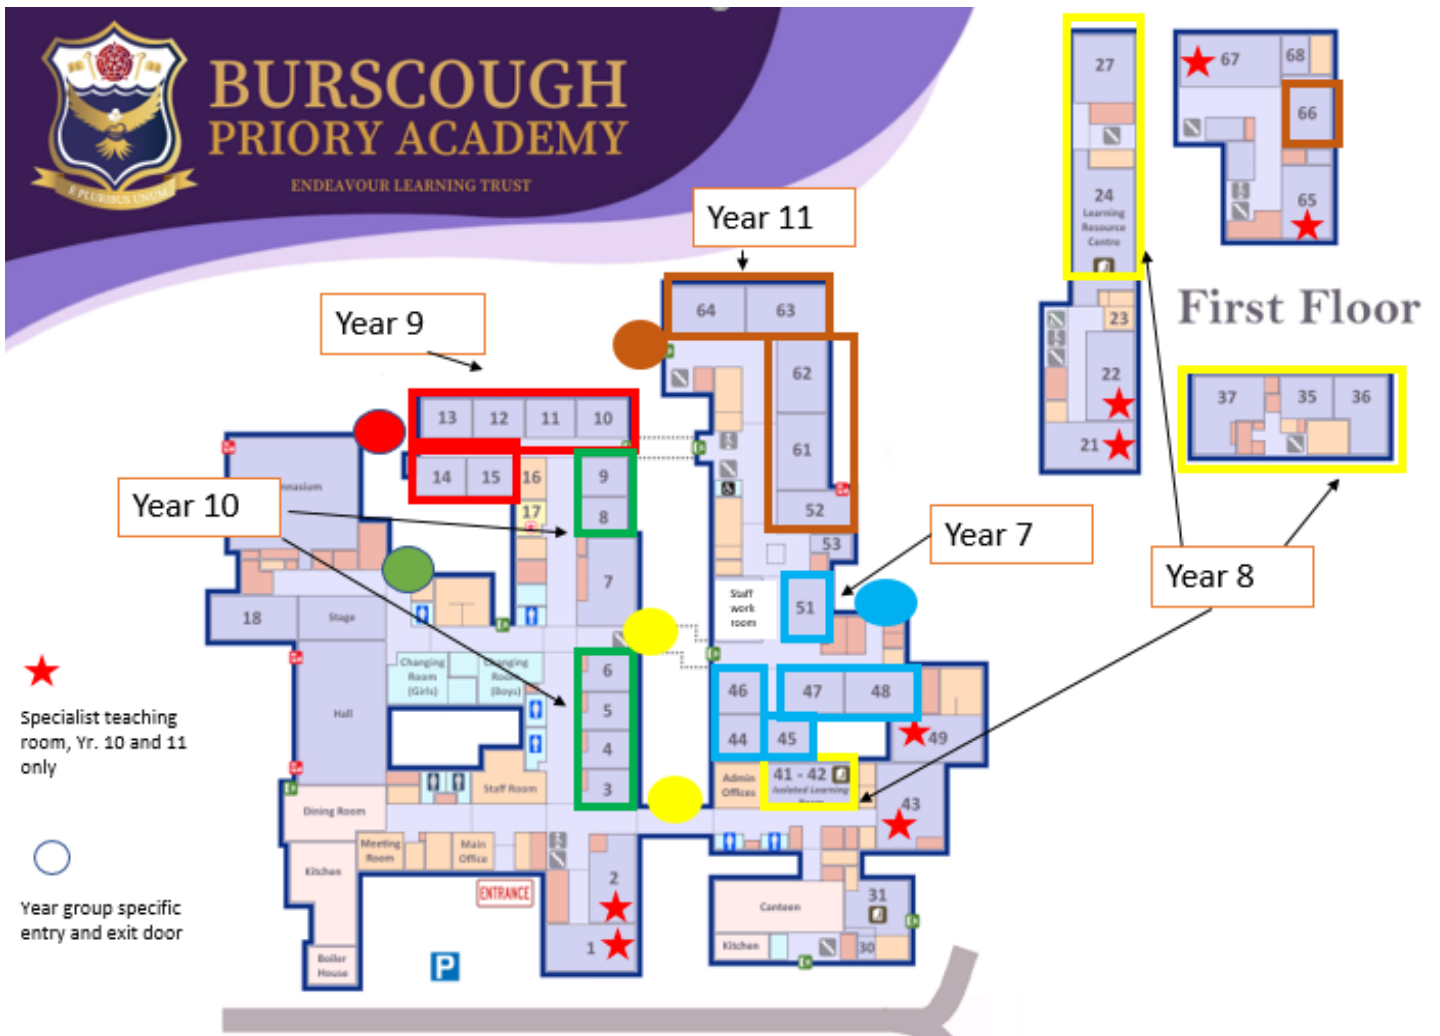 BURSCOUGH
PRIORY ACADEMY
ENDEAVOUR LEARNING TRUST
E PLURIBUS UNUM
Year 11
Year 9
Year 10
Year 7
Year 8
First Floor
27
24
Learning
Resource
Centre
23
22
21
67
68
66
65
37
35
36
64
63
62
61
52
53
Staff
work
room
51
46
47
48
44
45
49
Admin
Offices
41 - 42
Isolated Learning
43
31
30
Canteen
Kitchen
13
12
11
10
14
15
16
17
9
8
7
6
5
4
3
2
1
nnasium
18
Stage
Changing
Room
(Girls)
Changing
Room
(Boys)
Hall
Staff Room
Dining Room
Meeting
Room
Main
Office
Kitchen
ENTRANCE
Boiler
House
P
Specialist teaching
room, Yr. 10 and 11
only
Year group specific
entry and exit door